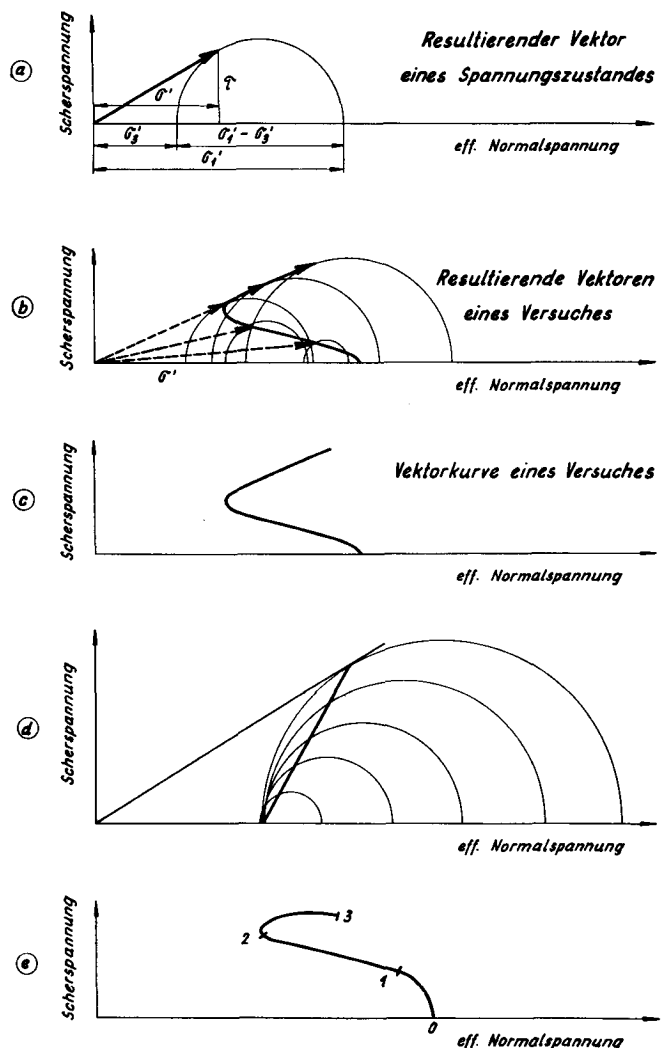 a
Scherspannung
Resultierender Vektor
eines Spannungszustandes
σ'
τ
σ₃'
σ₁' - σ₃'
σ₁'
eff. Normalspannung
b
Scherspannung
Resultierende Vektoren
eines Versuches
σ'
eff. Normalspannung
c
Scherspannung
Vektorkurve eines Versuches
eff. Normalspannung
d
Scherspannung
eff. Normalspannung
e
Scherspannung
3
2
1
0
eff. Normalspannung